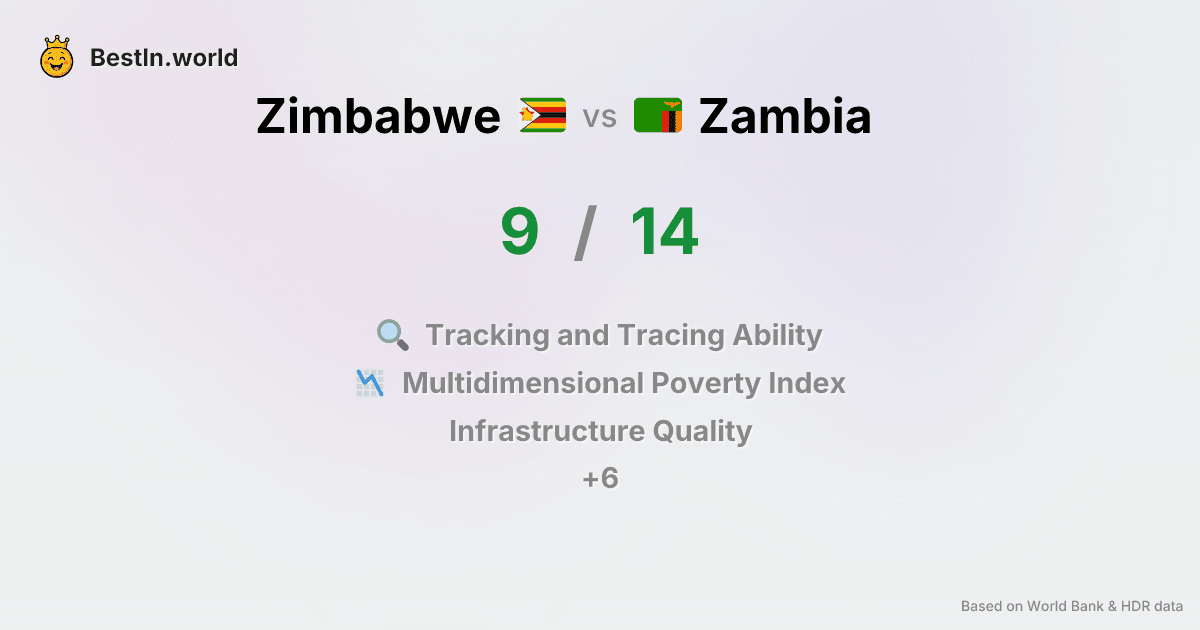 BestIn.world
Zimbabwe vs Zambia
9 / 14
Tracking and Tracing Ability
Multidimensional Poverty Index
Infrastructure Quality
+6
Based on World Bank & HDR data